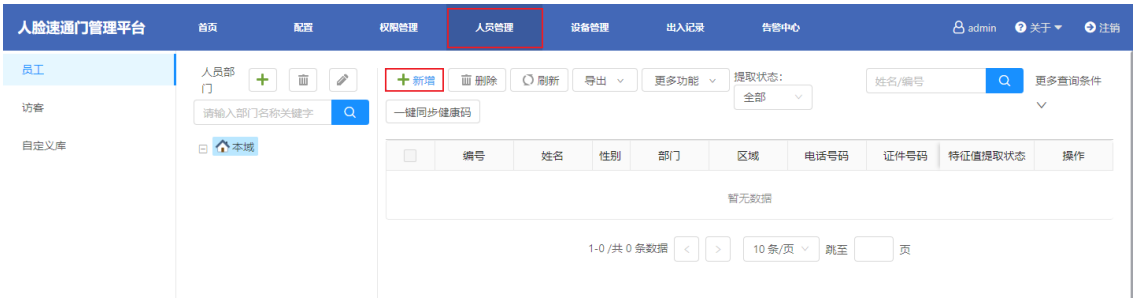 人脸速通门管理平台 首页 配置 权限管理 人员管理 设备管理 出入记录 告警中心 admin 关于 注销
员工
访客
自定义库
人员部门
请输入部门名称关键字
本域
新增 删除 刷新 导出 更多功能 提取状态: 全部 姓名/编号 更多查询条件
一键同步健康码
编号 姓名 性别 部门 区域 电话号码 证件号码 特征值提取状态 操作
暂无数据
1-0 /共 0 条数据 < > 10 条/页 跳至 页